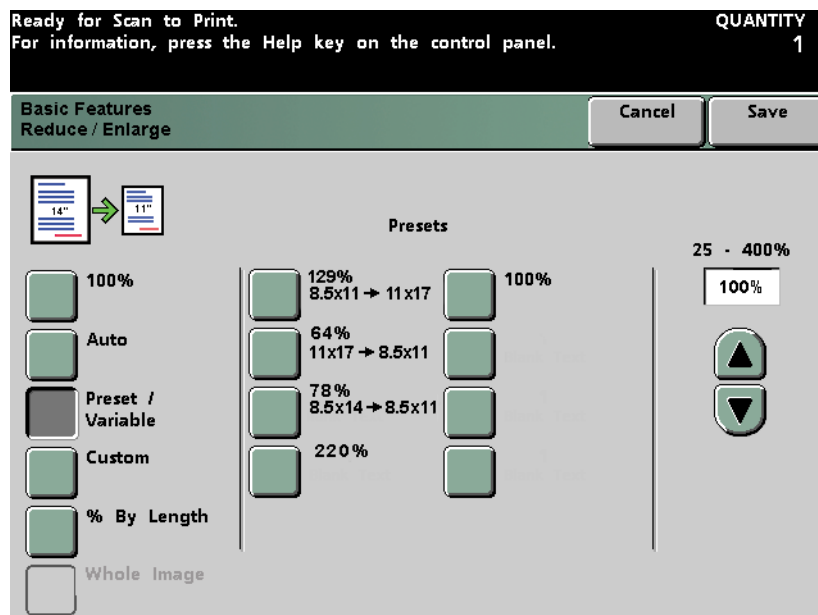 Ready for Scan to Print.
For information, press the Help key on the control panel.
QUANTITY
1
Basic Features
Reduce / Enlarge
Cancel
Save
14"
11"
Presets
25 - 400%
100%
100%
Auto
Preset /
Variable
Custom
% By Length
Whole Image
129%
8.5x11 → 11x17
64%
11x17 → 8.5x11
78%
8.5x14 → 8.5x11
220%
100%